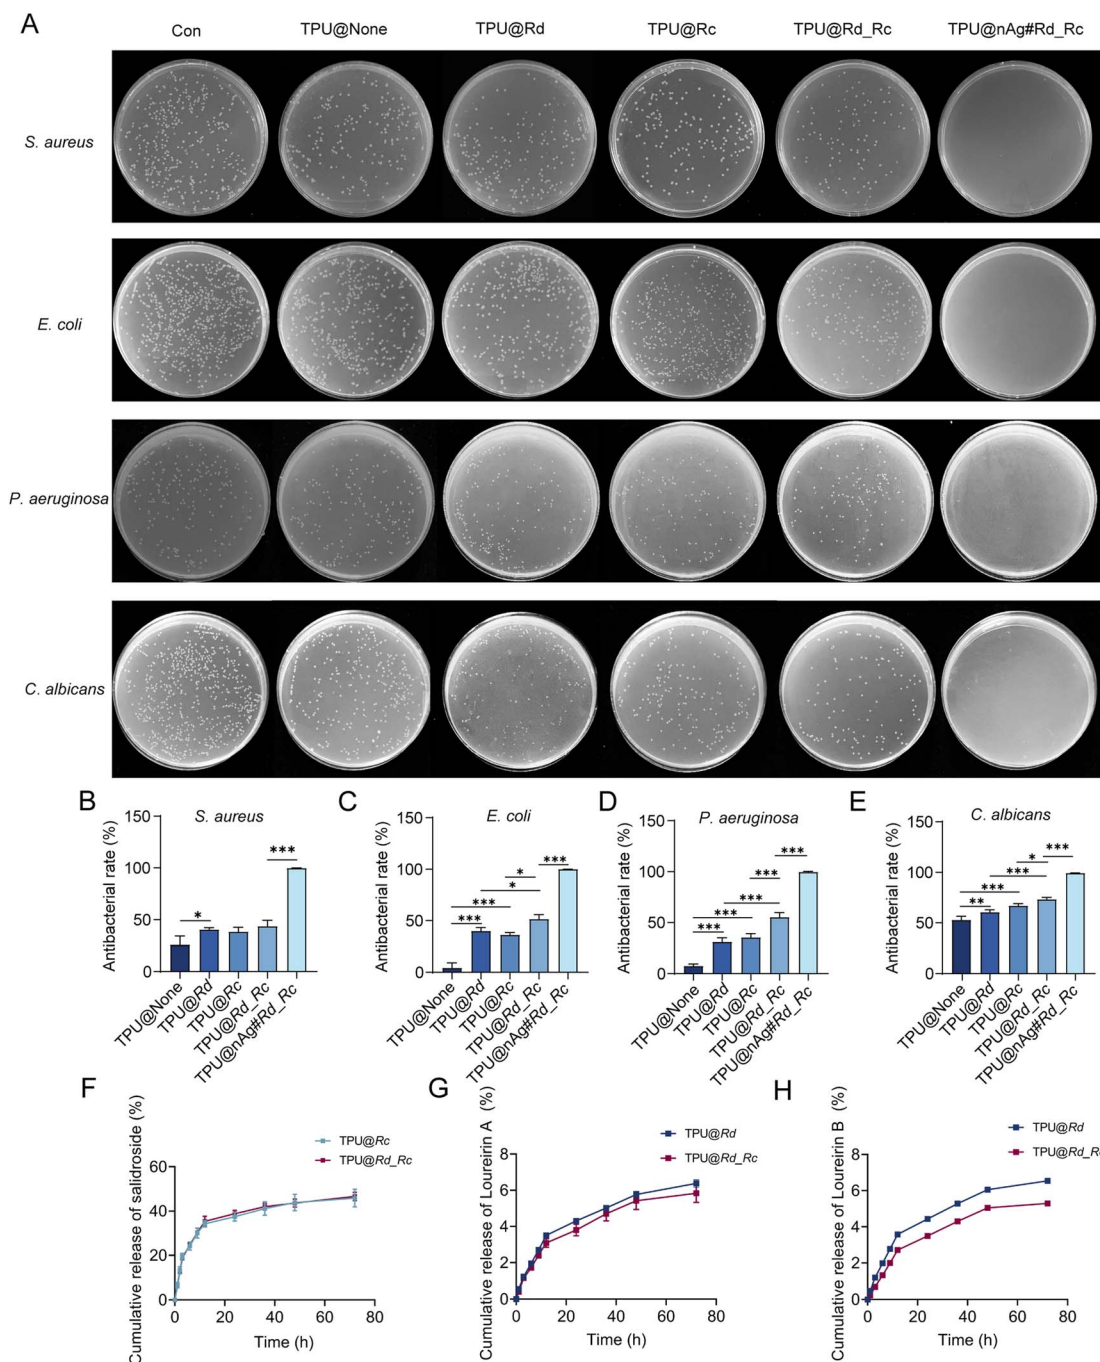 A
Con TPU@None TPU@Rd TPU@Rc TPU@Rd_Rc TPU@nAg#Rd_Rc
S. aureus
E. coli
P. aeruginosa
C. albicans
B
S. aureus
Antibacterial rate (%)
150
100
50
0
*
***
TPU@None
TPU@Rd
TPU@Rc
TPU@Rd_Rc
TPU@nAg#Rd_Rc
C
E. coli
Antibacterial rate (%)
150
100
50
0
***
***
*
*
***
TPU@None
TPU@Rd
TPU@Rc
TPU@Rd_Rc
TPU@nAg#Rd_Rc
D
P. aeruginosa
Antibacterial rate (%)
150
100
50
0
***
***
***
***
***
TPU@None
TPU@Rd
TPU@Rc
TPU@Rd_Rc
TPU@nAg#Rd_Rc
E
C. albicans
Antibacterial rate (%)
150
100
50
0
**
***
***
*
***
TPU@None
TPU@Rd
TPU@Rc
TPU@Rd_Rc
TPU@nAg#Rd_Rc
F
Cumulative release of salidroside (%)
TPU@Rc
TPU@Rd_Rc
60
40
20
0
0 20 40 60 80
Time (h)
G
Cumulative release of Loureirin A (%)
TPU@Rd
TPU@Rd_Rc
8
6
4
2
0
0 20 40 60 80
Time (h)
H
Cumulative release of Loureirin B (%)
TPU@Rd
TPU@Rd_Rc
8
6
4
2
0
0 20 40 60 80
Time (h)